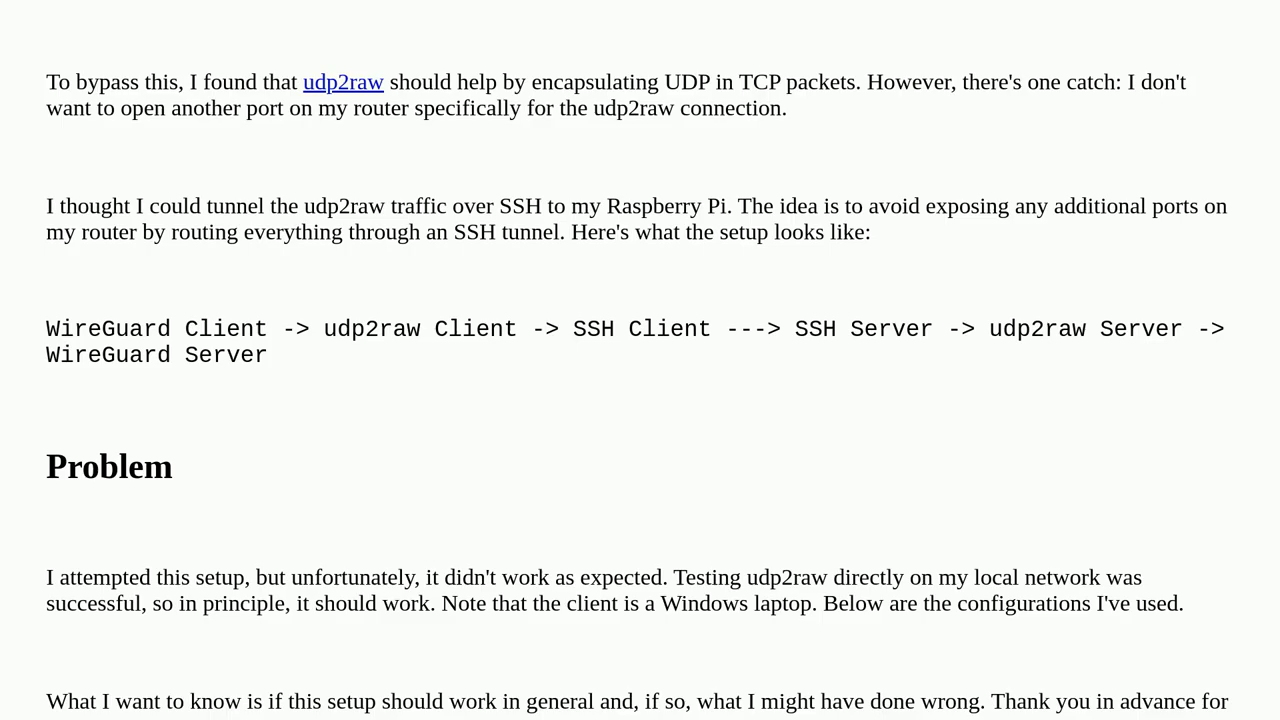 To bypass this, I found that udp2raw should help by encapsulating UDP in TCP packets. However, there's one catch: I don't
want to open another port on my router specifically for the udp2raw connection.
I thought I could tunnel the udp2raw traffic over SSH to my Raspberry Pi. The idea is to avoid exposing any additional ports on
my router by routing everything through an SSH tunnel. Here's what the setup looks like:
WireGuard Client -> udp2raw Client -> SSH Client ---> SSH Server -> udp2raw Server ->
WireGuard Server
Problem
I attempted this setup, but unfortunately, it didn't work as expected. Testing udp2raw directly on my local network was
successful, so in principle, it should work. Note that the client is a Windows laptop. Below are the configurations I've used.
What I want to know is if this setup should work in general and, if so, what I might have done wrong. Thank you in advance for